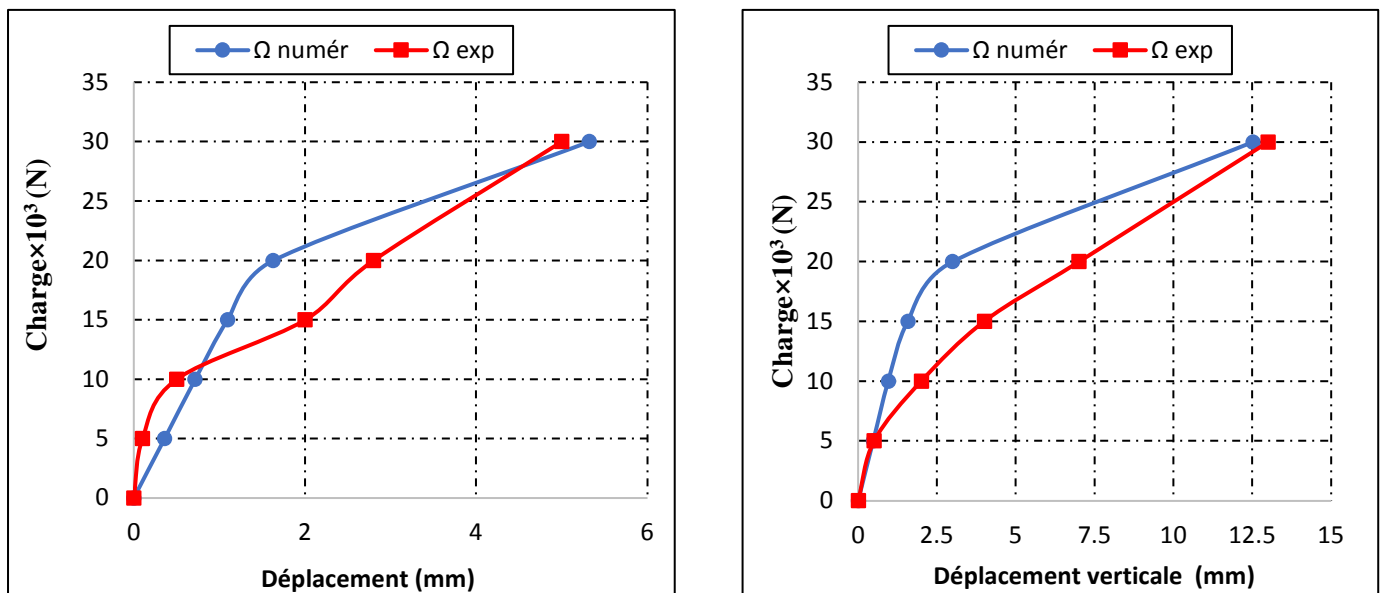 Ω numér Ω exp
35
30
25
20
15
10
5
0
Charge×10³ (N)
0 2 4 6
Déplacement (mm)
Ω numér Ω exp
35
30
25
20
15
10
5
0
Charge×10³ (N)
0 2.5 5 7.5 10 12.5 15
Déplacement verticale (mm)